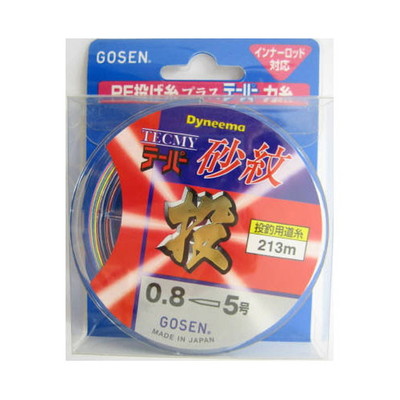 GOSEN®
インナーロッド
対応
PE投げ糸プラステーパー力糸
Dyneema
TECMY
テーパー 砂紋
投
投釣用道糸
213m
0.8 5号
GOSEN®
MADE IN JAPAN